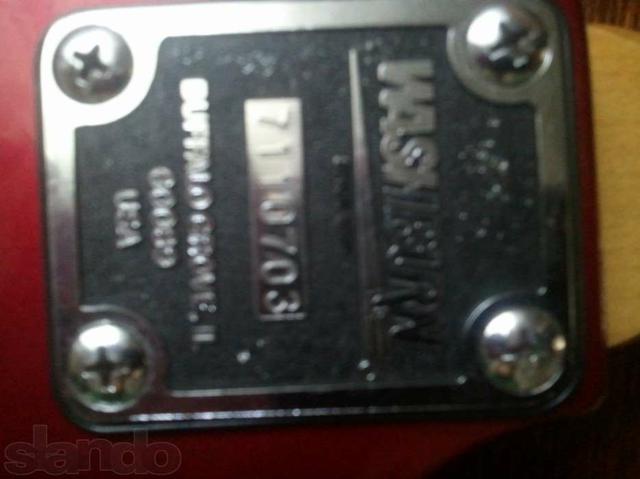 WASHBURN
7110703
BUFFALO GROVE, IL
60089
USA
slando